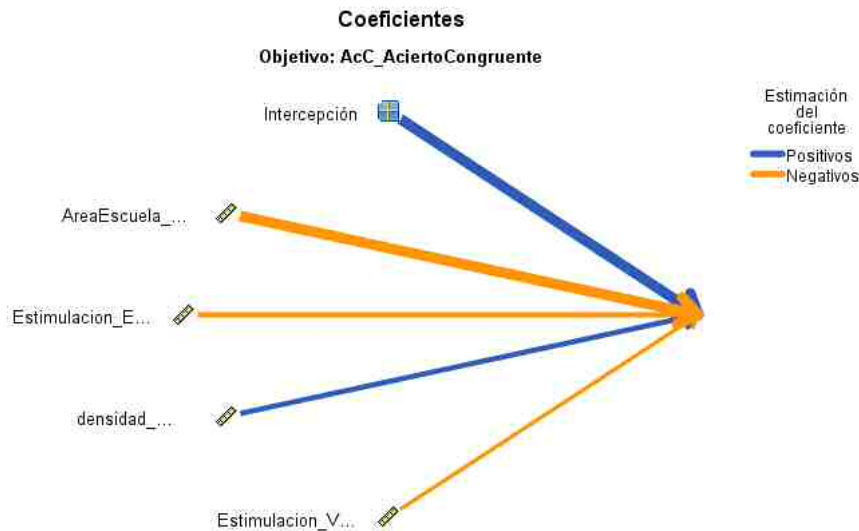 Coeficientes
Objetivo: AcC_AciertoCongruente
Intercepción
AreaEscuela_...
Estimulacion_E...
densidad_...
Estimulacion_V...
Estimación
del
coeficiente
Positivos
Negativos